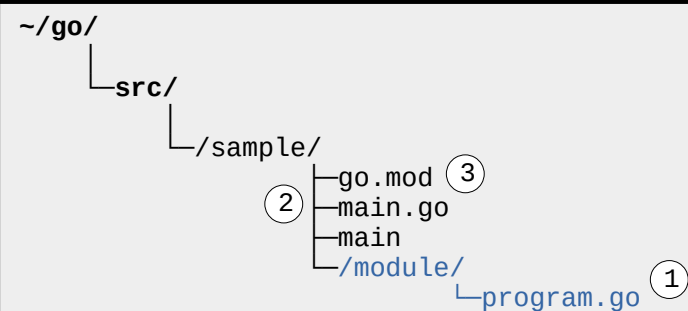 ~/go/
src/
/sample/
go.mod 3
2 main.go
main
/module/
program.go 1